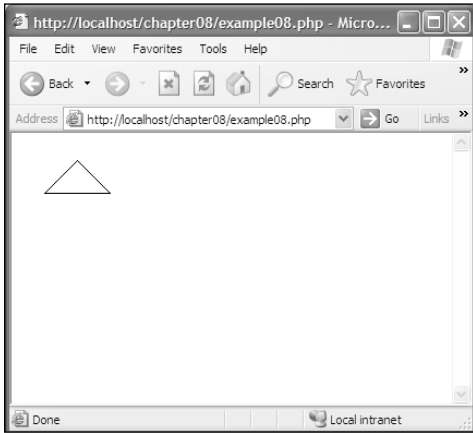 http://localhost/chapter08/example08.php - Micro...
File Edit View Favorites Tools Help
Back Search Favorites »
Address http://localhost/chapter08/example08.php Go Links »
Done Local intranet